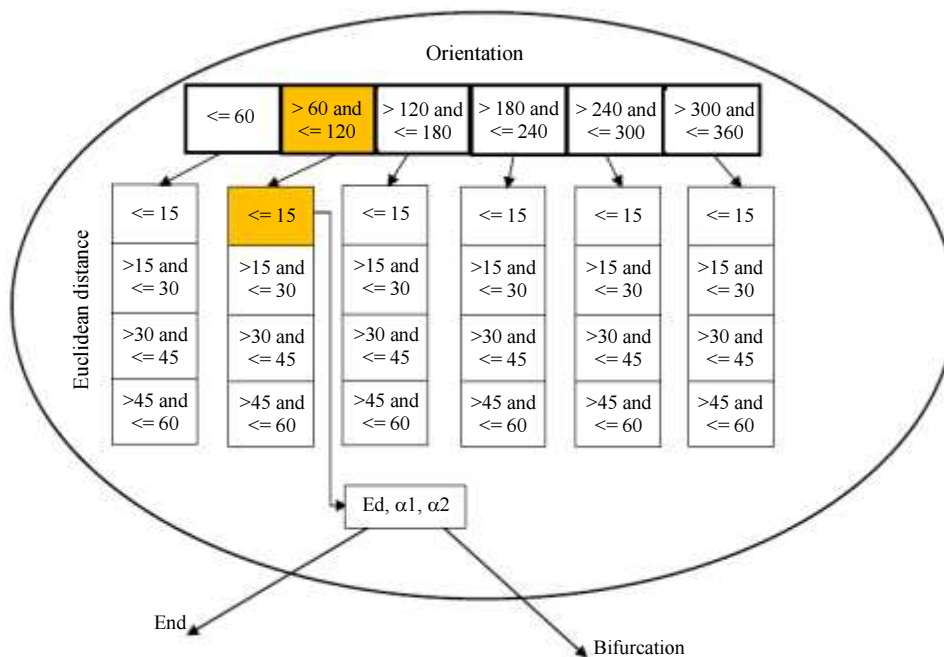 Orientation
<= 60
> 60 and
<= 120
> 120 and
<= 180
> 180 and
<= 240
> 240 and
<= 300
> 300 and
<= 360
Euclidean distance
<= 15
>15 and
<= 30
>30 and
<= 45
>45 and
<= 60
<= 15
>15 and
<= 30
>30 and
<= 45
>45 and
<= 60
<= 15
>15 and
<= 30
>30 and
<= 45
>45 and
<= 60
<= 15
>15 and
<= 30
>30 and
<= 45
>45 and
<= 60
<= 15
>15 and
<= 30
>30 and
<= 45
>45 and
<= 60
<= 15
>15 and
<= 30
>30 and
<= 45
>45 and
<= 60
Ed, α1, α2
End
Bifurcation